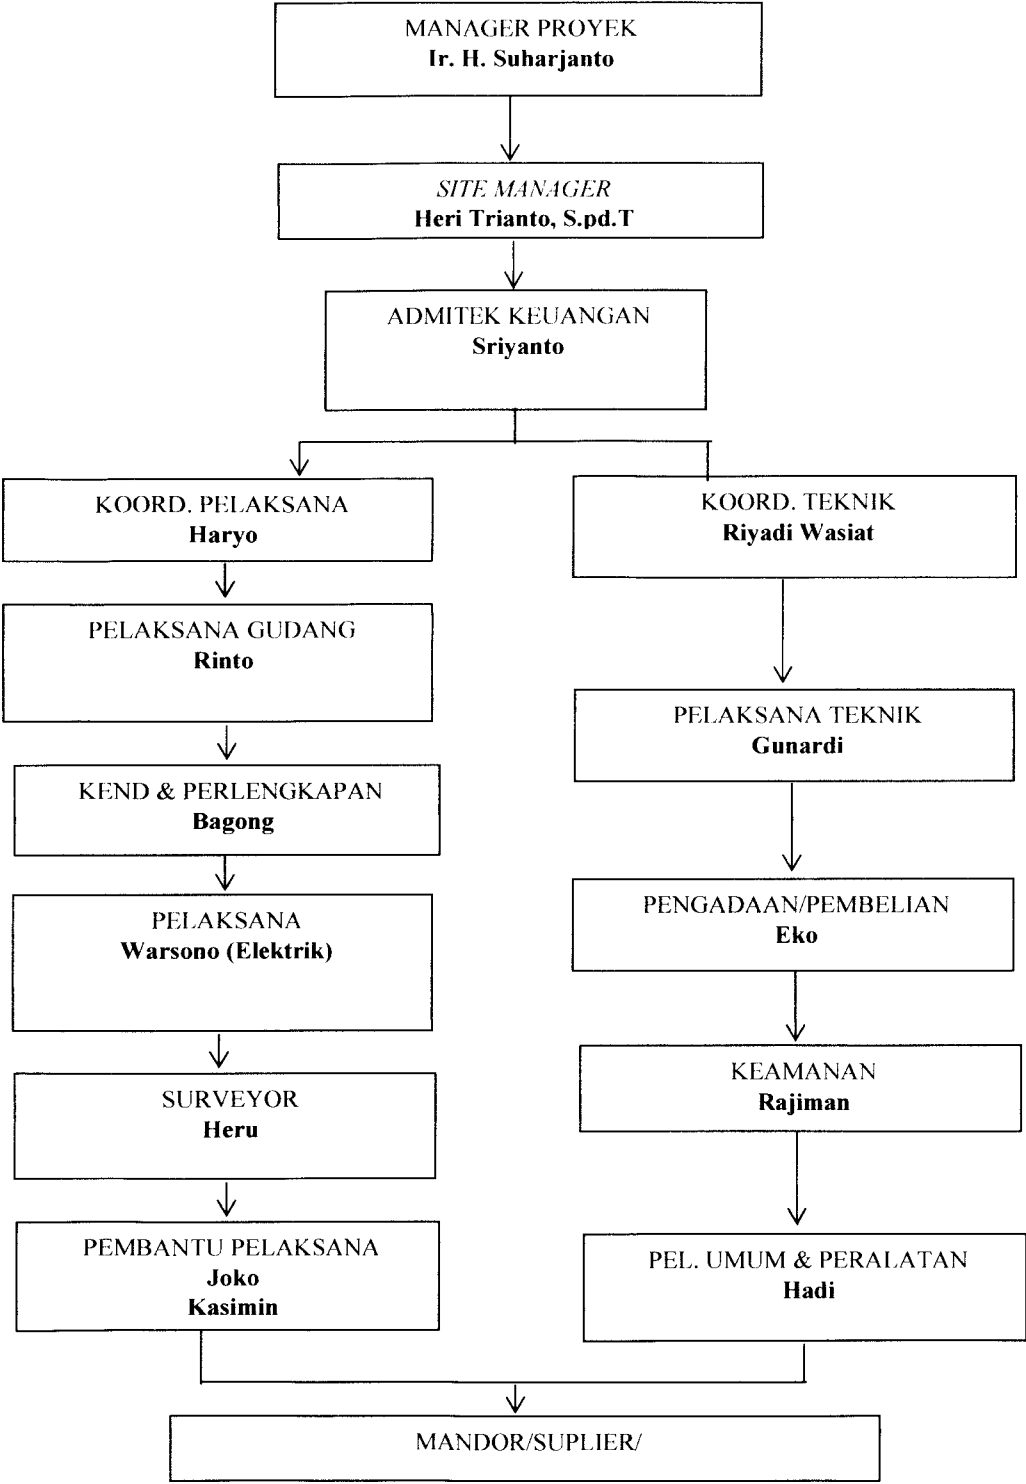 MANAGER PROYEK
Ir. H. Suharjanto
SITE MANAGER
Heri Trianto, S.pd.T
ADMITEK KEUANGAN
Sriyanto
KOORD. PELAKSANA
Haryo
PELAKSANA GUDANG
Rinto
KEND & PERLENGKAPAN
Bagong
PELAKSANA
Warsono (Elektrik)
SURVEYOR
Heru
PEMBANTU PELAKSANA
Joko
Kasimin
KOORD. TEKNIK
Riyadi Wasiat
PELAKSANA TEKNIK
Gunardi
PENGADAAN/PEMBELIAN
Eko
KEAMANAN
Rajiman
PEL. UMUM & PERALATAN
Hadi
MANDOR/SUPLIER/